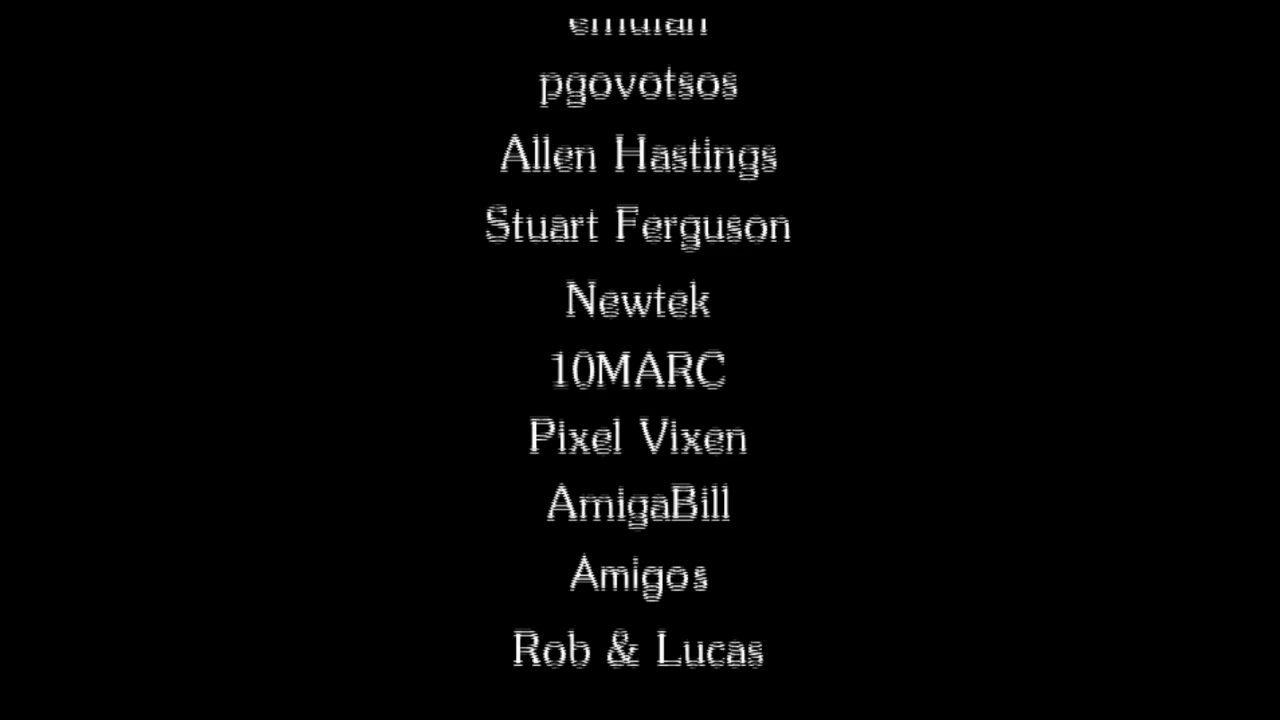 pgovotsos
Allen Hastings
Stuart Ferguson
Newtek
10MARC
Pixel Vixen
AmigaBill
Amigos
Rob & Lucas